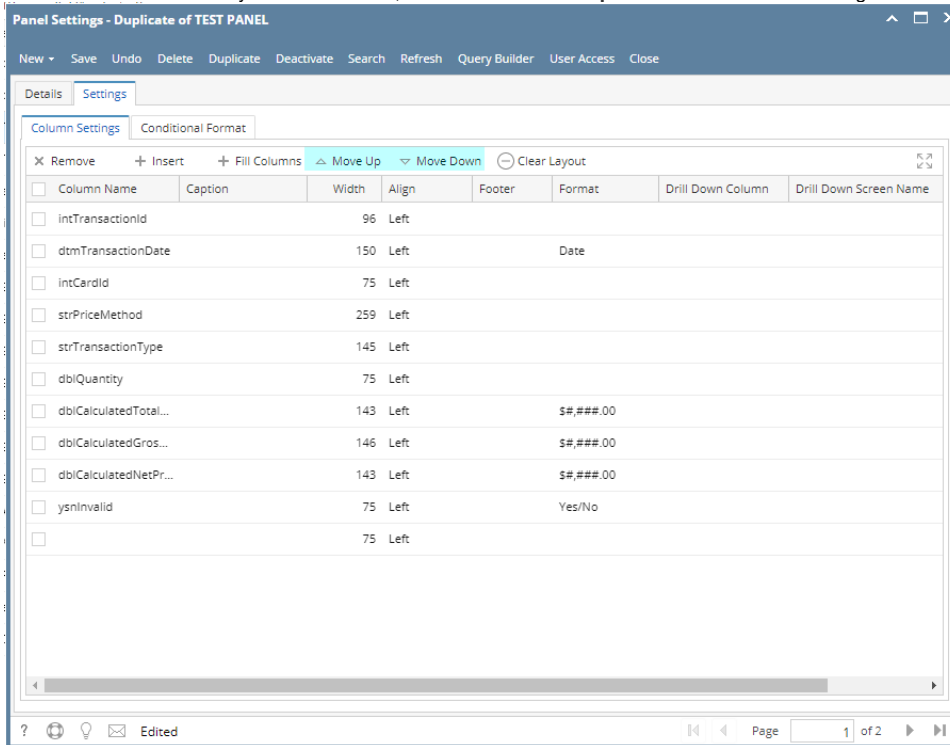 Panel Settings - Duplicate of TEST PANEL
New Save Undo Delete Duplicate Deactivate Search Refresh Query Builder User Access Close
Details Settings
Column Settings Conditional Format
Remove + Insert + Fill Columns Move Up Move Down Clear Layout
Column Name Caption Width Align Footer Format Drill Down Column Drill Down Screen Name
intTransactionId 96 Left
dtmTransactionDate 150 Left Date
intCardId 75 Left
strPriceMethod 259 Left
strTransactionType 145 Left
dblQuantity 75 Left
dblCalculatedTotal... 143 Left $#,###.00
dblCalculatedGros... 146 Left $#,###.00
dblCalculatedNetPr... 143 Left $#,###.00
ysnInvalid 75 Left Yes/No
75 Left
? Edited Page 1 of 2